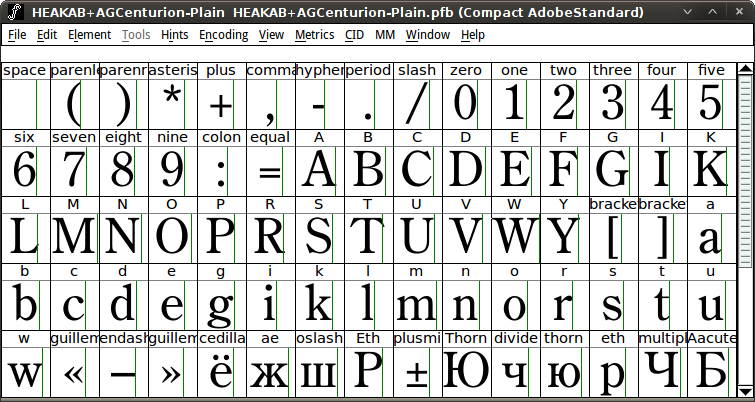 HEAKAB+AGCenturion-Plain HEAKAB+AGCenturion-Plain.pfb (Compact AdobeStandard)
File Edit Element Tools Hints Encoding View Metrics CID MM Window Help
space parenle parenr asteris plus comma hyphen period slash zero one two three four five
( ) * + , - . / 0 1 2 3 4 5
six seven eight nine colon equal A B C D E F G I K
6 7 8 9 : = A B C D E F G I K
L M N O P R S T U V W Y bracke bracke a
L M N O P R S T U V W Y [ ] a
b c d e g i k l m n o r s t u
b c d e g i k l m n o r s t u
w guillem endash guillem cedilla ae oslash Eth plusmi Thorn divide thorn eth multipl Aacute
w « – » ё ж ш Р ± Ю ч ю р Ч Б